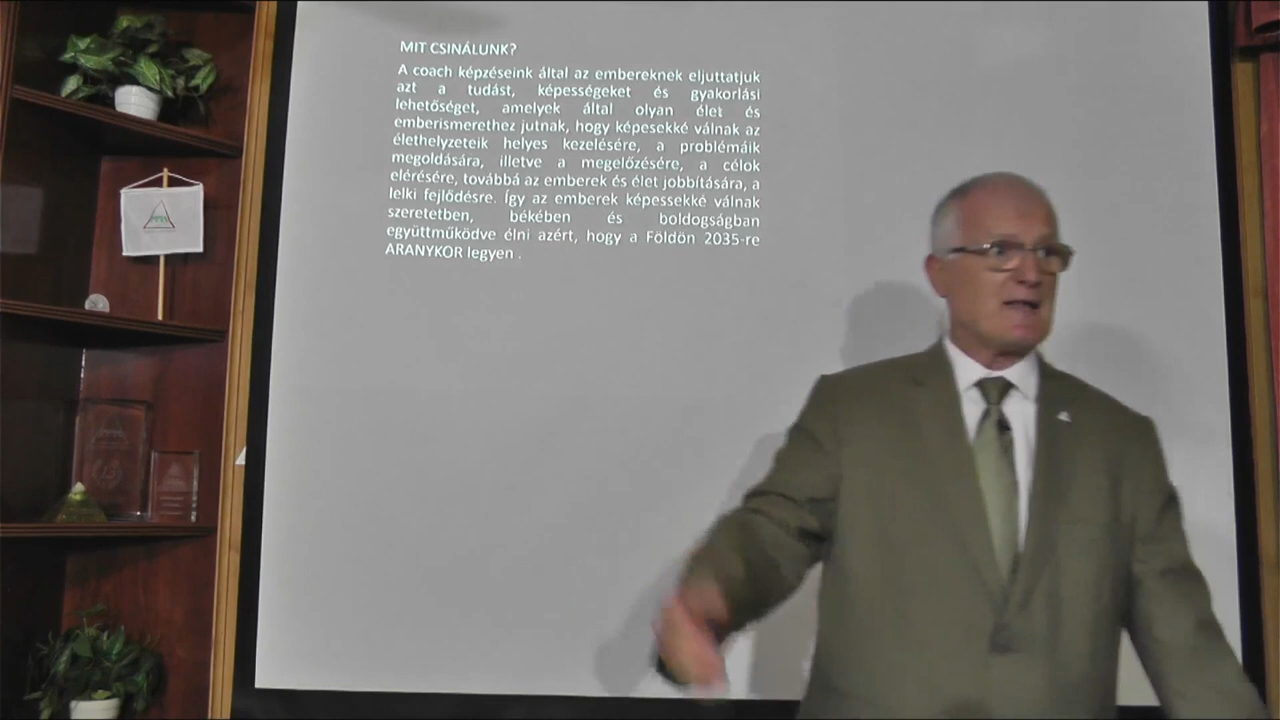 MIT CSINÁLUNK?
A coach képzéseink által az embereknek eljuttatjuk
azt a tudást, képességeket és gyakorlási
lehetőséget, amelyek által olyan élet és
emberismerethez jutnak, hogy képesekké válnak az
élethelyzeteik helyes kezelésére, a problémáik
megoldására, illetve a megelőzésére, a célok
elérésére, továbbá az emberek és élet jobbítására, a
lelki fejlődésre. Így az emberek képessekké válnak
szeretetben, békében és boldogságban
együttműködve élni azért, hogy a Földön 2035-re
ARANYKOR legyen .